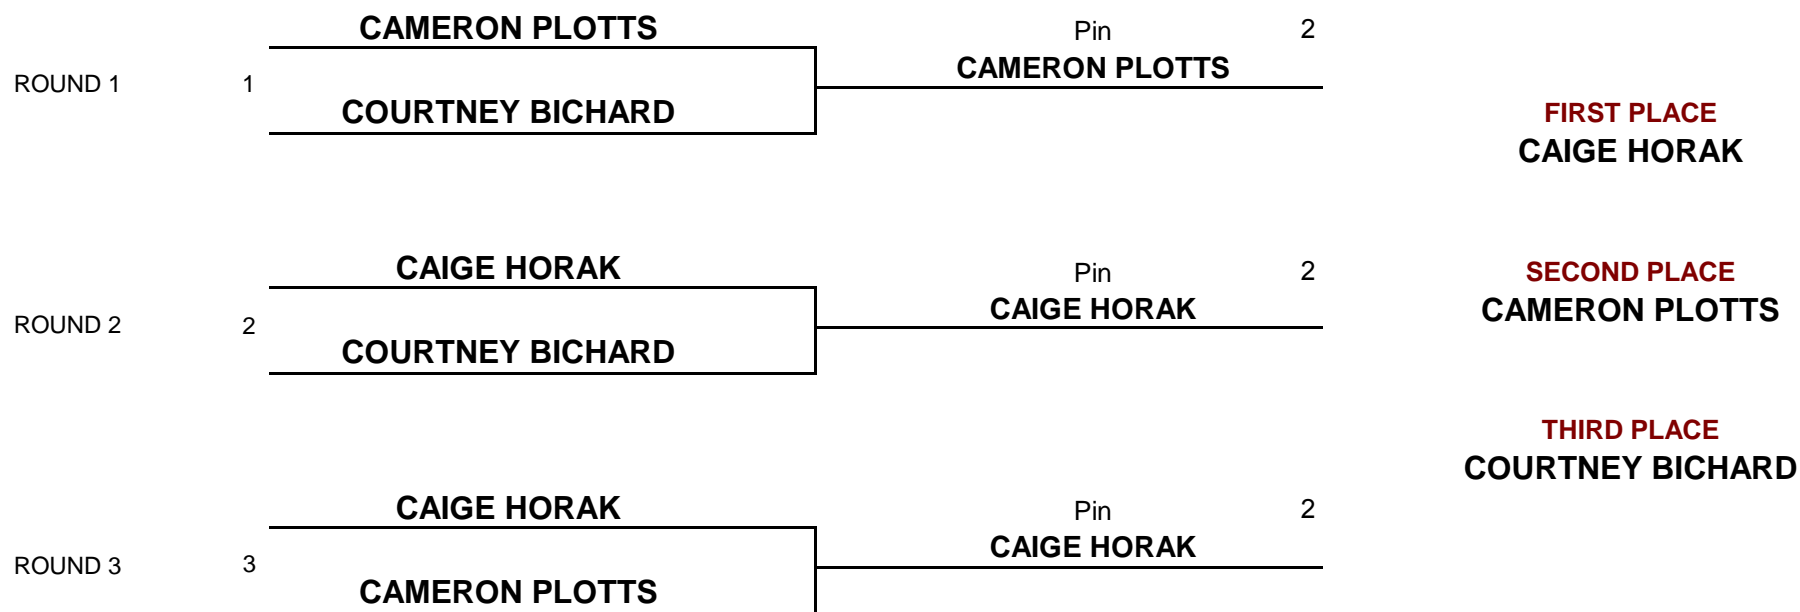 CAMERON PLOTTS
Pin 2
CAMERON PLOTTS
ROUND 1 1
COURTNEY BICHARD
FIRST PLACE
CAIGE HORAK
CAIGE HORAK
Pin 2
SECOND PLACE
CAIGE HORAK
CAMERON PLOTTS
ROUND 2 2
COURTNEY BICHARD
THIRD PLACE
COURTNEY BICHARD
CAIGE HORAK
Pin 2
CAIGE HORAK
ROUND 3 3
CAMERON PLOTTS